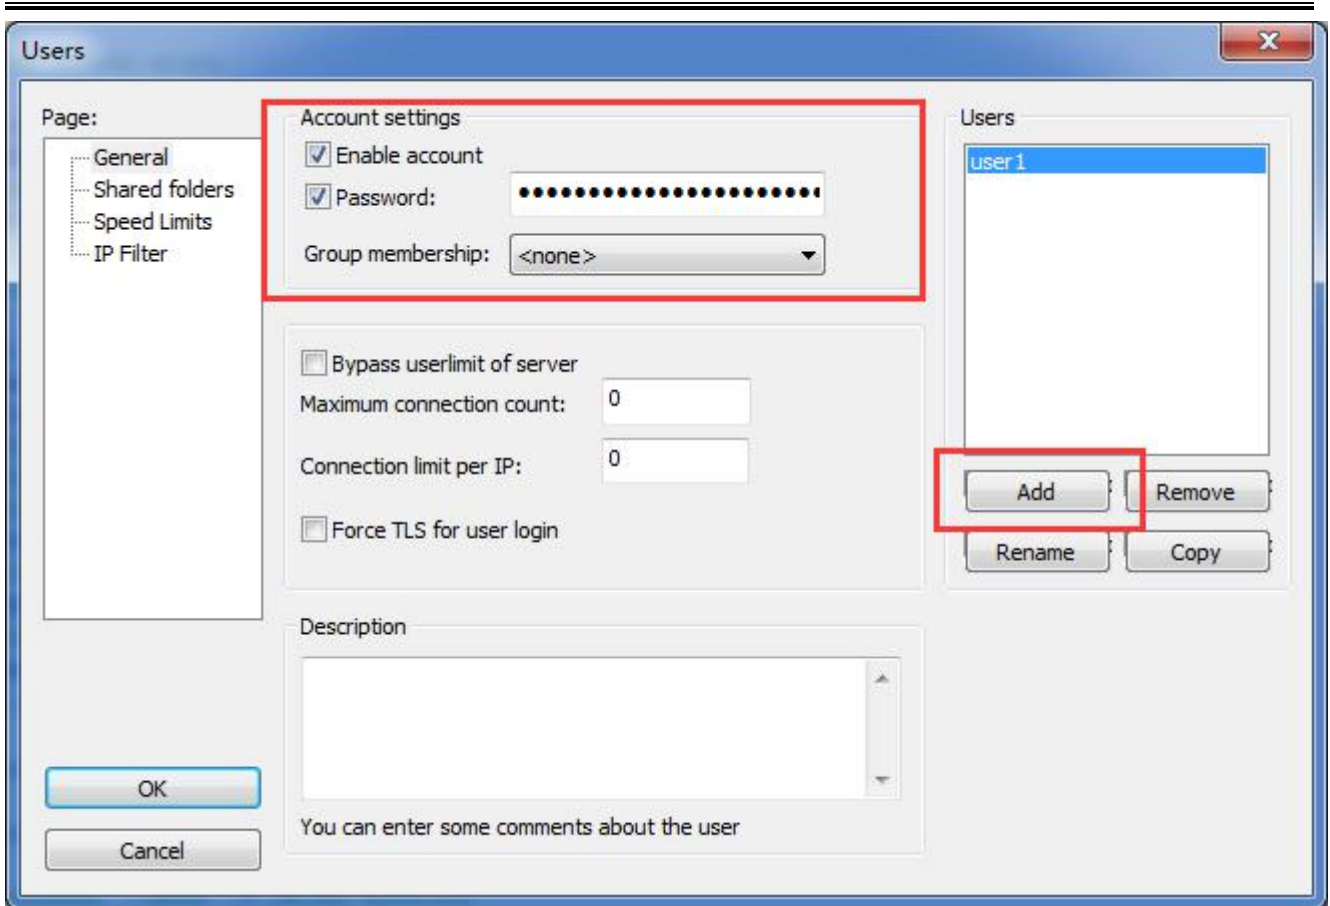 Users
Page:
General
Shared folders
Speed Limits
IP Filter
OK
Cancel
Account settings
Enable account
Password:
Group membership: <none>
Bypass userlimit of server
Maximum connection count: 0
Connection limit per IP: 0
Force TLS for user login
Description
You can enter some comments about the user
Users
user1
Add Remove
Rename Copy